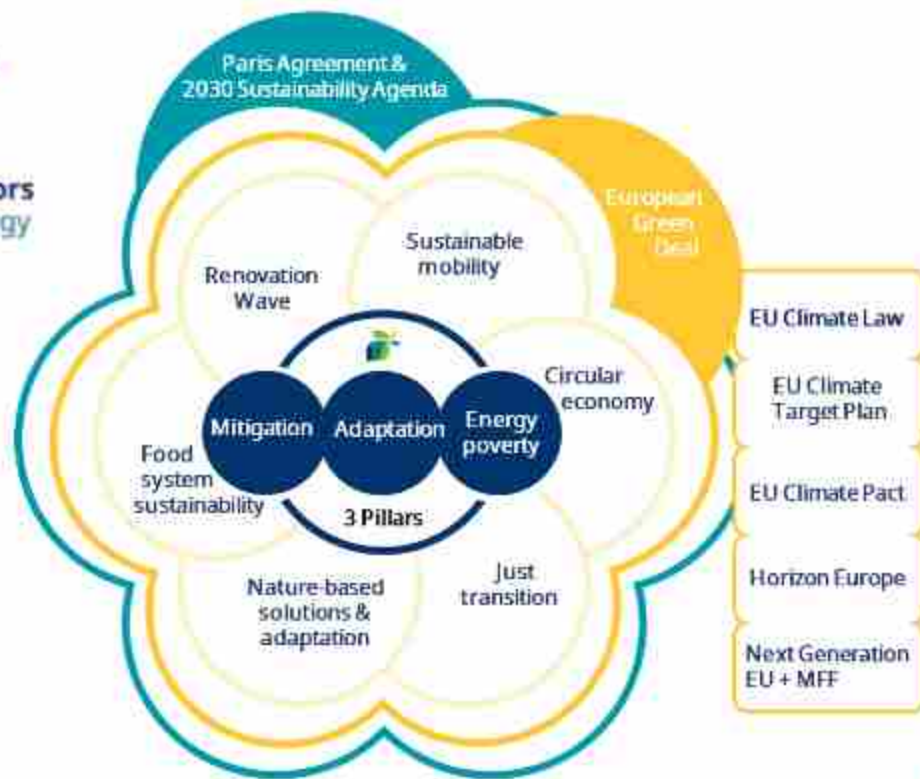 Paris Agreement &
2030 Sustainability Agenda
European
Green
Deal
Sustainable
mobility
Renovation
Wave
EU Climate Law
Circular
economy
EU Climate
Target Plan
Mitigation
Adaptation
Energy
poverty
Food
system
sustainability
EU Climate Pact
3 Pillars
Just
transition
Nature-based
solutions &
adaptation
Horizon Europe
Next Generation
EU + MFF